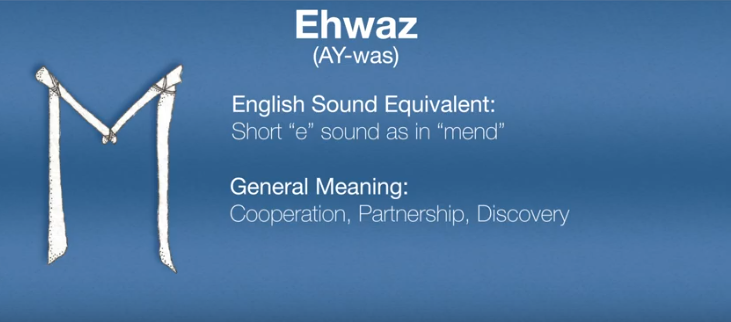 Ehwaz
(AY-was)
English Sound Equivalent:
Short “e” sound as in “mend”
General Meaning:
Cooperation, Partnership, Discovery